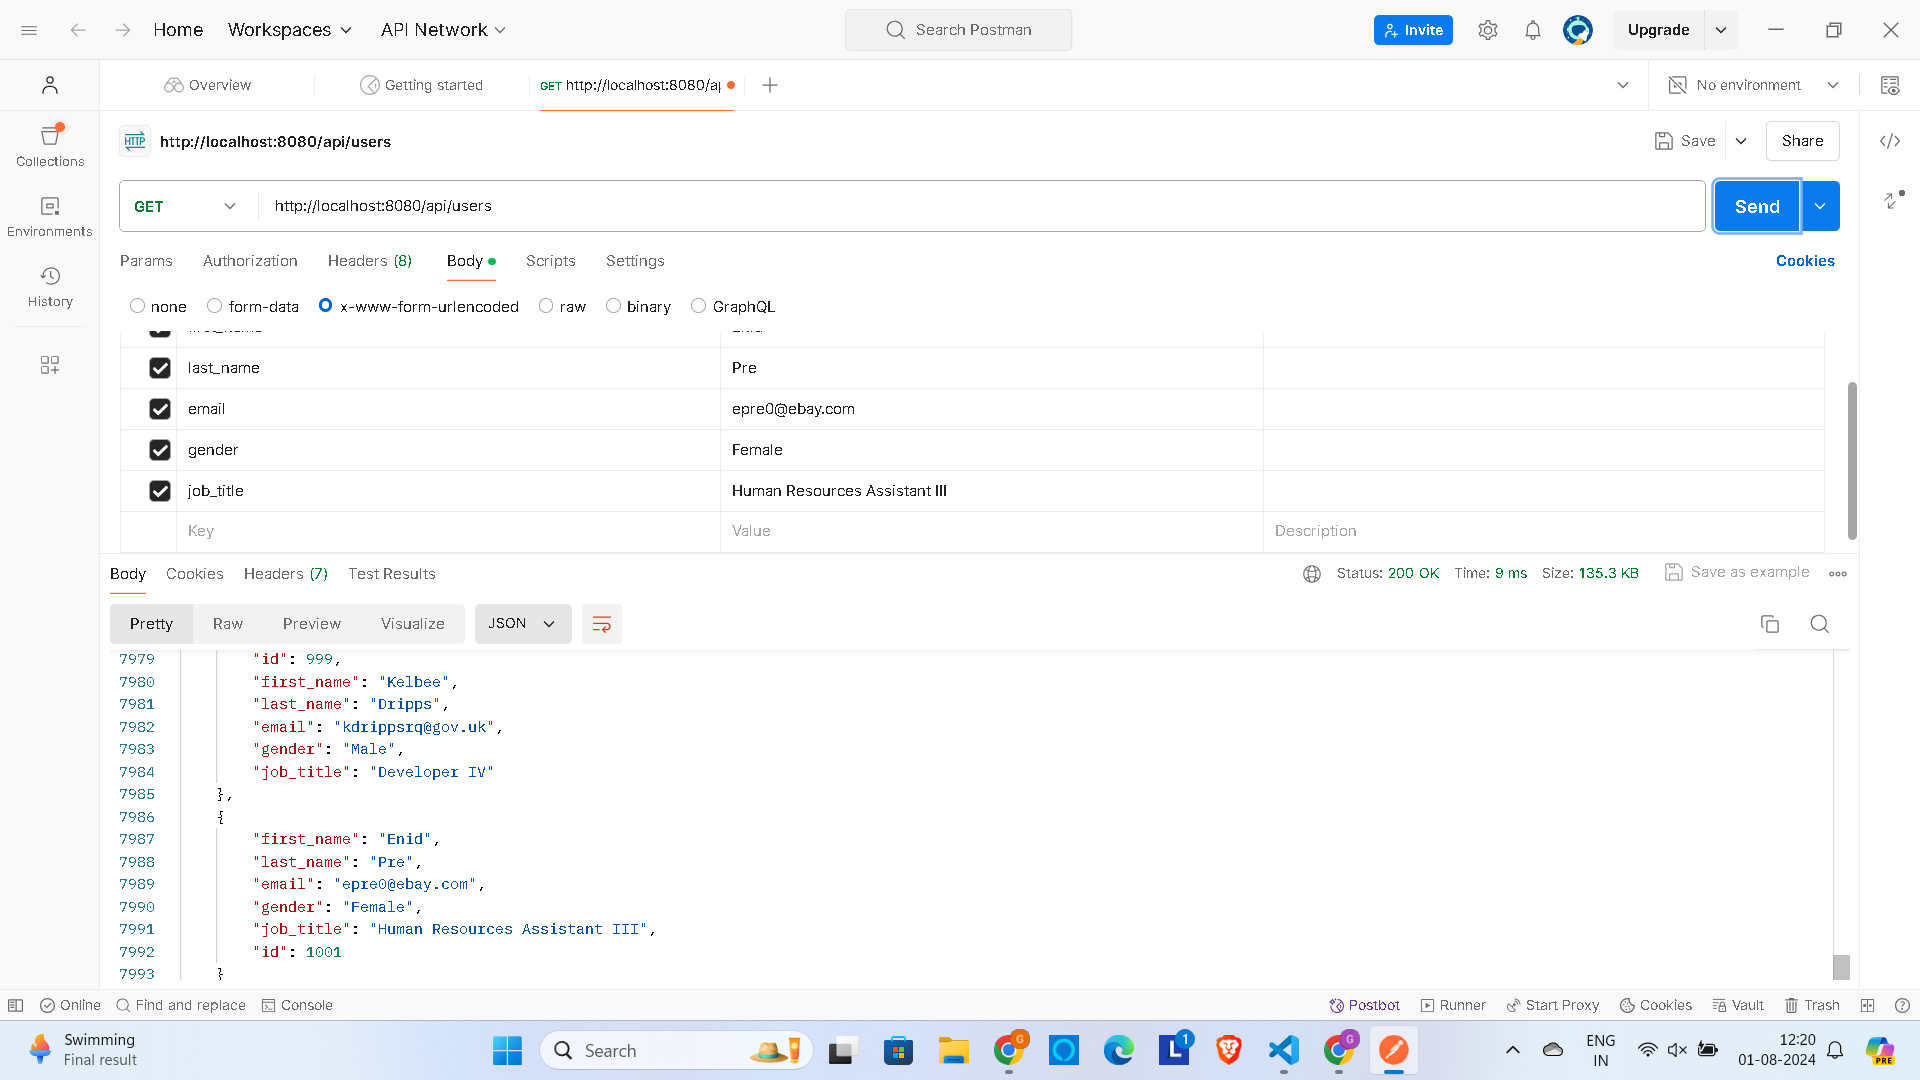 Home Workspaces API Network Search Postman Invite Upgrade
Overview Getting started GET http://localhost:8080/ap No environment
HTTP http://localhost:8080/api/users Save Share
Collections
GET http://localhost:8080/api/users Send
Environments
Params Authorization Headers (8) Body Scripts Settings Cookies
History
none form-data x-www-form-urlencoded raw binary GraphQL
last_name Pre
email epre0@ebay.com
gender Female
job_title Human Resources Assistant III
Key Value Description
Body Cookies Headers (7) Test Results Status: 200 OK Time: 9 ms Size: 135.3 KB Save as example
Pretty Raw Preview Visualize JSON
7979 "id": 999,
7980 "first_name": "Kelbee",
7981 "last_name": "Dripps",
7982 "email": "kdrippsrq@gov.uk",
7983 "gender": "Male",
7984 "job_title": "Developer IV"
7985 },
7986 {
7987 "first_name": "Enid",
7988 "last_name": "Pre",
7989 "email": "epre0@ebay.com",
7990 "gender": "Female",
7991 "job_title": "Human Resources Assistant III",
7992 "id": 1001
7993 }
Online Find and replace Console Postbot Runner Start Proxy Cookies Vault Trash
Swimming
Final result
Search
G
L 1
G
ENG
IN
12:20
01-08-2024
PRE